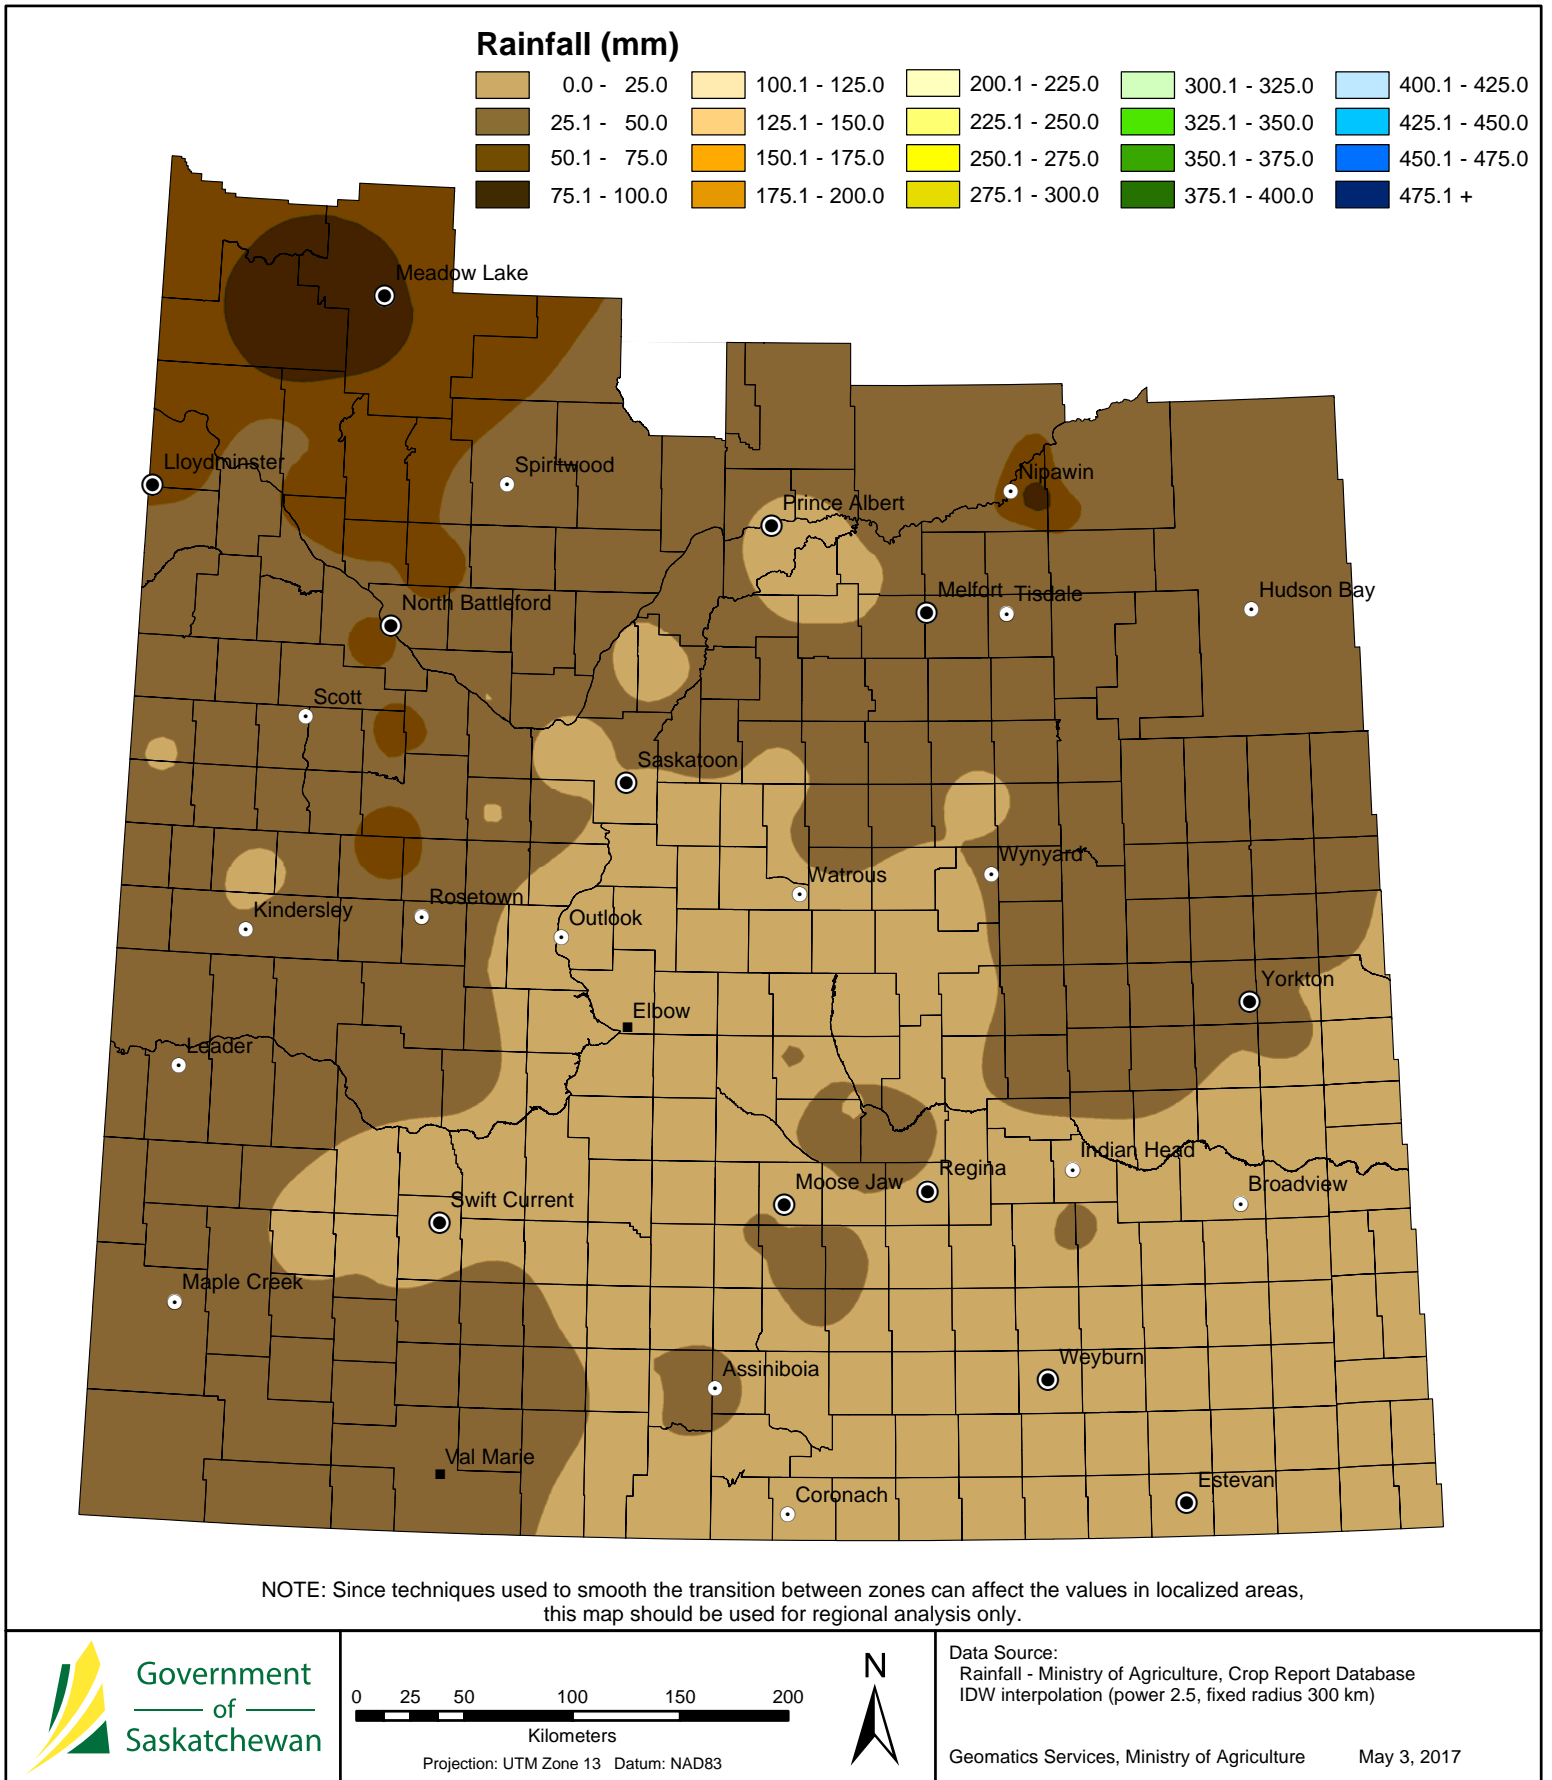 Rainfall (mm)
0.0 - 25.0
25.1 - 50.0
50.1 - 75.0
75.1 - 100.0
100.1 - 125.0
125.1 - 150.0
150.1 - 175.0
175.1 - 200.0
200.1 - 225.0
225.1 - 250.0
250.1 - 275.0
275.1 - 300.0
300.1 - 325.0
325.1 - 350.0
350.1 - 375.0
375.1 - 400.0
400.1 - 425.0
425.1 - 450.0
450.1 - 475.0
475.1 +
Meadow Lake
Lloydminster
Spiritwood
Nipawin
Prince Albert
Hudson Bay
Melfort
Tisdale
North Battleford
Scott
Saskatoon
Wynyard
Watrous
Rosetown
Kindersley
Outlook
Yorkton
Elbow
Leader
Indian Head
Regina
Moose Jaw
Broadview
Swift Current
Maple Creek
Weyburn
Assiniboia
Val Marie
Estevan
Coronach
NOTE: Since techniques used to smooth the transition between zones can affect the values in localized areas,
this map should be used for regional analysis only.
Government
of
Saskatchewan
0 25 50 100 150 200
Kilometers
Projection: UTM Zone 13 Datum: NAD83
N
Data Source:
Rainfall - Ministry of Agriculture, Crop Report Database
IDW interpolation (power 2.5, fixed radius 300 km)
Geomatics Services, Ministry of Agriculture May 3, 2017